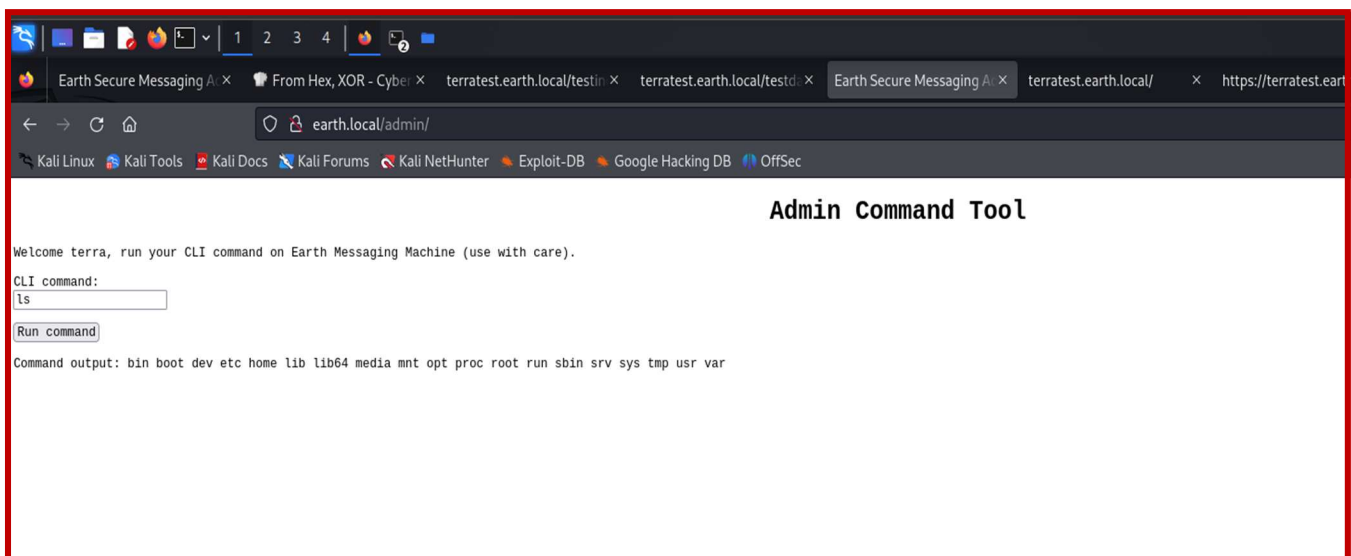 1 2 3 4 2
Earth Secure Messaging A × From Hex, XOR - Cyber × terratest.earth.local/testin × terratest.earth.local/testda × Earth Secure Messaging A × terratest.earth.local/ × https://terratest.eart
earth.local/admin/
Kali Linux Kali Tools Kali Docs Kali Forums Kali NetHunter Exploit-DB Google Hacking DB OffSec
Admin Command Tool
Welcome terra, run your CLI command on Earth Messaging Machine (use with care).
CLI command:
ls
Run command
Command output: bin boot dev etc home lib lib64 media mnt opt proc root run sbin srv sys tmp usr var